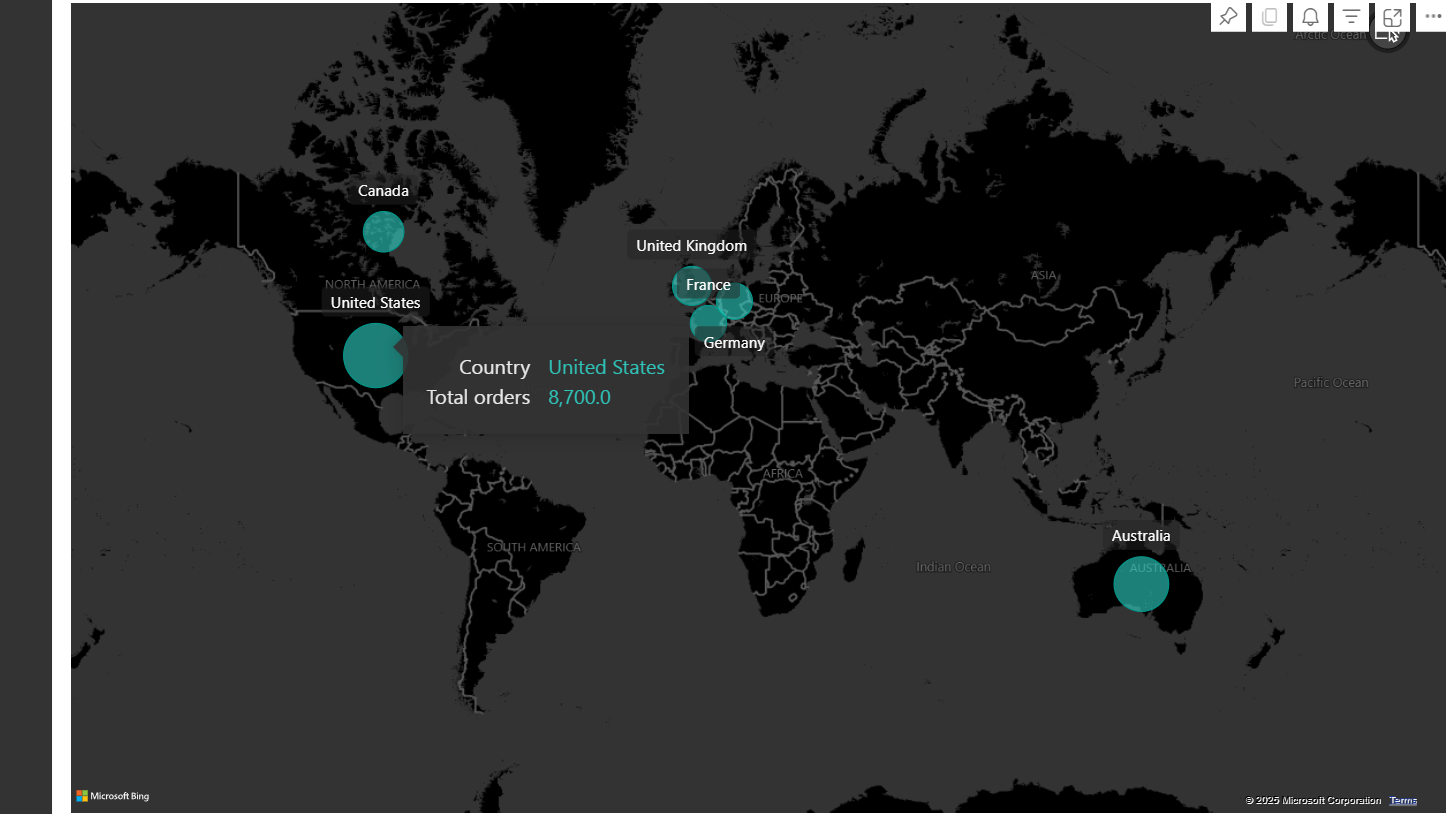 Arctic Ocean
Canada
United Kingdom
ASIA
NORTH AMERICA
France
EUROPE
United States
Germany
Country United States
Total orders 8,700.0
Pacific Ocean
AFRICA
Australia
SOUTH AMERICA
Indian Ocean
AUSTRALIA
Microsoft Bing
© 2025 Microsoft Corporation Terms